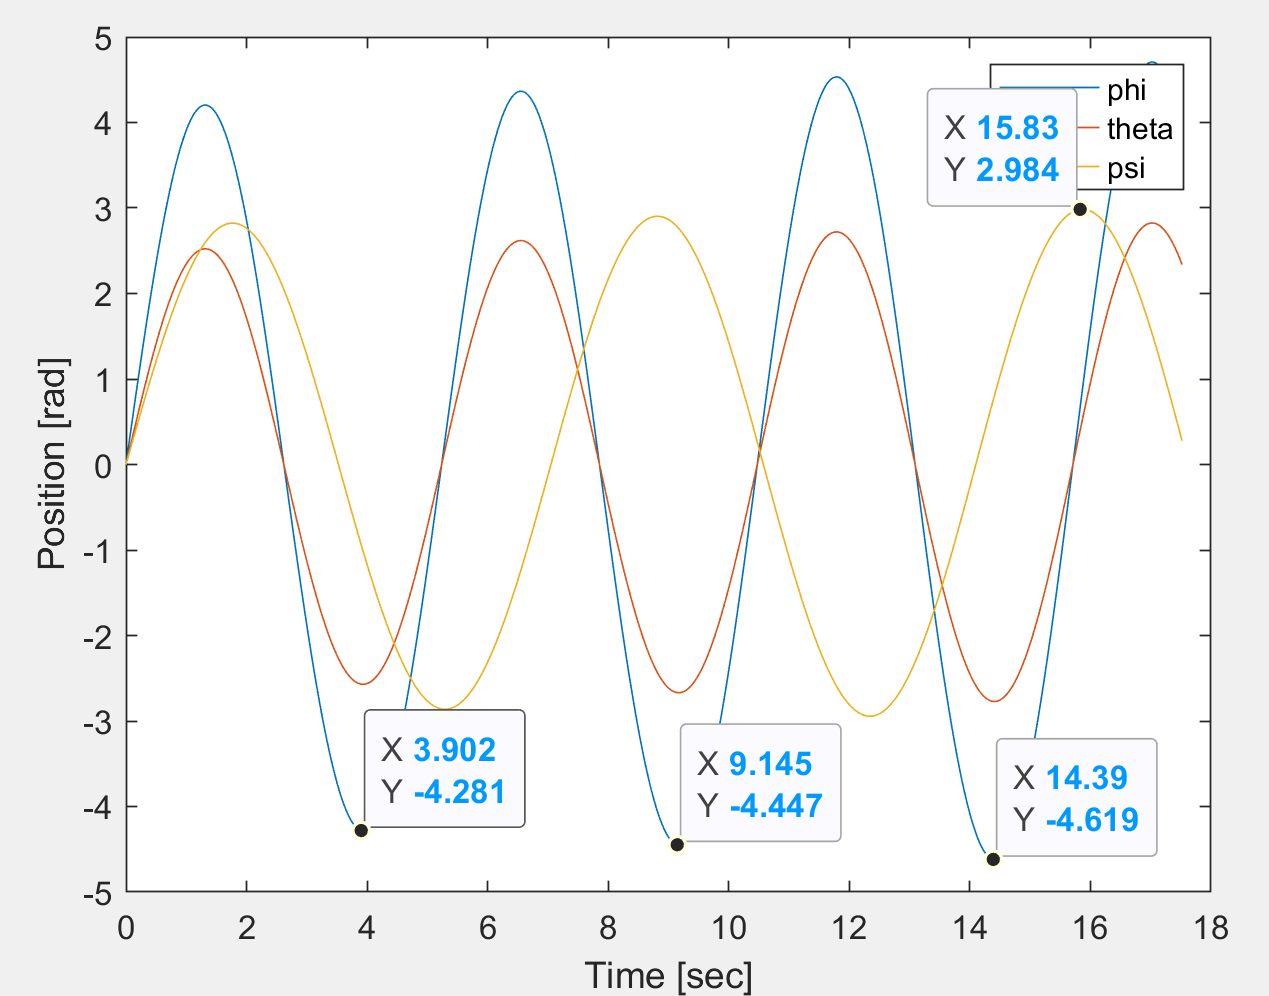 5
4
3
2
1
0
-1
-2
-3
-4
-5
Position [rad]
phi
theta
psi
X 15.83
Y 2.984
X 3.902
Y -4.281
X 9.145
Y -4.447
X 14.39
Y -4.619
0 2 4 6 8 10 12 14 16 18
Time [sec]